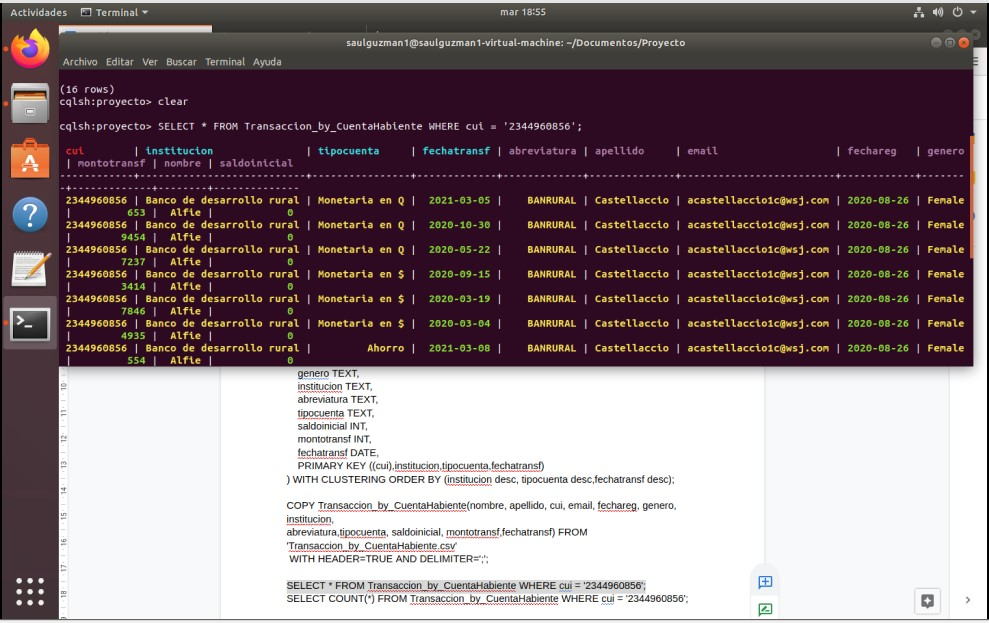 Actividades Terminal mar 18:55
saulguzman1@saulguzman1-virtual-machine: ~/Documentos/Proyecto
Archivo Editar Ver Buscar Terminal Ayuda
(16 rows)
cqlsh:proyecto> clear
cqlsh:proyecto> SELECT * FROM Transaccion_by_CuentaHabiente WHERE cui = '2344960856';
cui | institucion | tipocuenta | fechatransf | abreviatura | apellido | email | fechareg | genero
| montotransf | nombre | saldoinicial
2344960856 | Banco de desarrollo rural | Monetaria en Q | 2021-03-05 | BANRURAL | Castellaccio | acastellaccio1c@wsj.com | 2020-08-26 | Female
| 653 | Alfie | 0
2344960856 | Banco de desarrollo rural | Monetaria en Q | 2020-10-30 | BANRURAL | Castellaccio | acastellaccio1c@wsj.com | 2020-08-26 | Female
| 9454 | Alfie | 0
2344960856 | Banco de desarrollo rural | Monetaria en Q | 2020-05-22 | BANRURAL | Castellaccio | acastellaccio1c@wsj.com | 2020-08-26 | Female
| 7237 | Alfie | 0
2344960856 | Banco de desarrollo rural | Monetaria en $ | 2020-09-15 | BANRURAL | Castellaccio | acastellaccio1c@wsj.com | 2020-08-26 | Female
| 3414 | Alfie | 0
2344960856 | Banco de desarrollo rural | Monetaria en $ | 2020-03-19 | BANRURAL | Castellaccio | acastellaccio1c@wsj.com | 2020-08-26 | Female
| 7846 | Alfie | 0
2344960856 | Banco de desarrollo rural | Monetaria en $ | 2020-03-04 | BANRURAL | Castellaccio | acastellaccio1c@wsj.com | 2020-08-26 | Female
| 4935 | Alfie | 0
2344960856 | Banco de desarrollo rural | Ahorro | 2021-03-08 | BANRURAL | Castellaccio | acastellaccio1c@wsj.com | 2020-08-26 | Female
| 554 | Alfie | 0
genero TEXT,
institucion TEXT,
abreviatura TEXT,
tipocuenta TEXT,
saldoinicial INT,
montotransf INT,
fechatransf DATE,
PRIMARY KEY ((cui),institucion,tipocuenta,fechatransf)
) WITH CLUSTERING ORDER BY (institucion desc, tipocuenta desc,fechatransf desc);
COPY Transaccion_by_CuentaHabiente(nombre, apellido, cui, email, fechareg, genero,
institucion,
abreviatura,tipocuenta, saldoinicial, montotransf,fechatransf) FROM
'Transaccion_by_CuentaHabiente.csv'
WITH HEADER=TRUE AND DELIMITER=';';
SELECT * FROM Transaccion_by_CuentaHabiente WHERE cui = '2344960856';
SELECT COUNT(*) FROM Transaccion_by_CuentaHabiente WHERE cui = '2344960856';